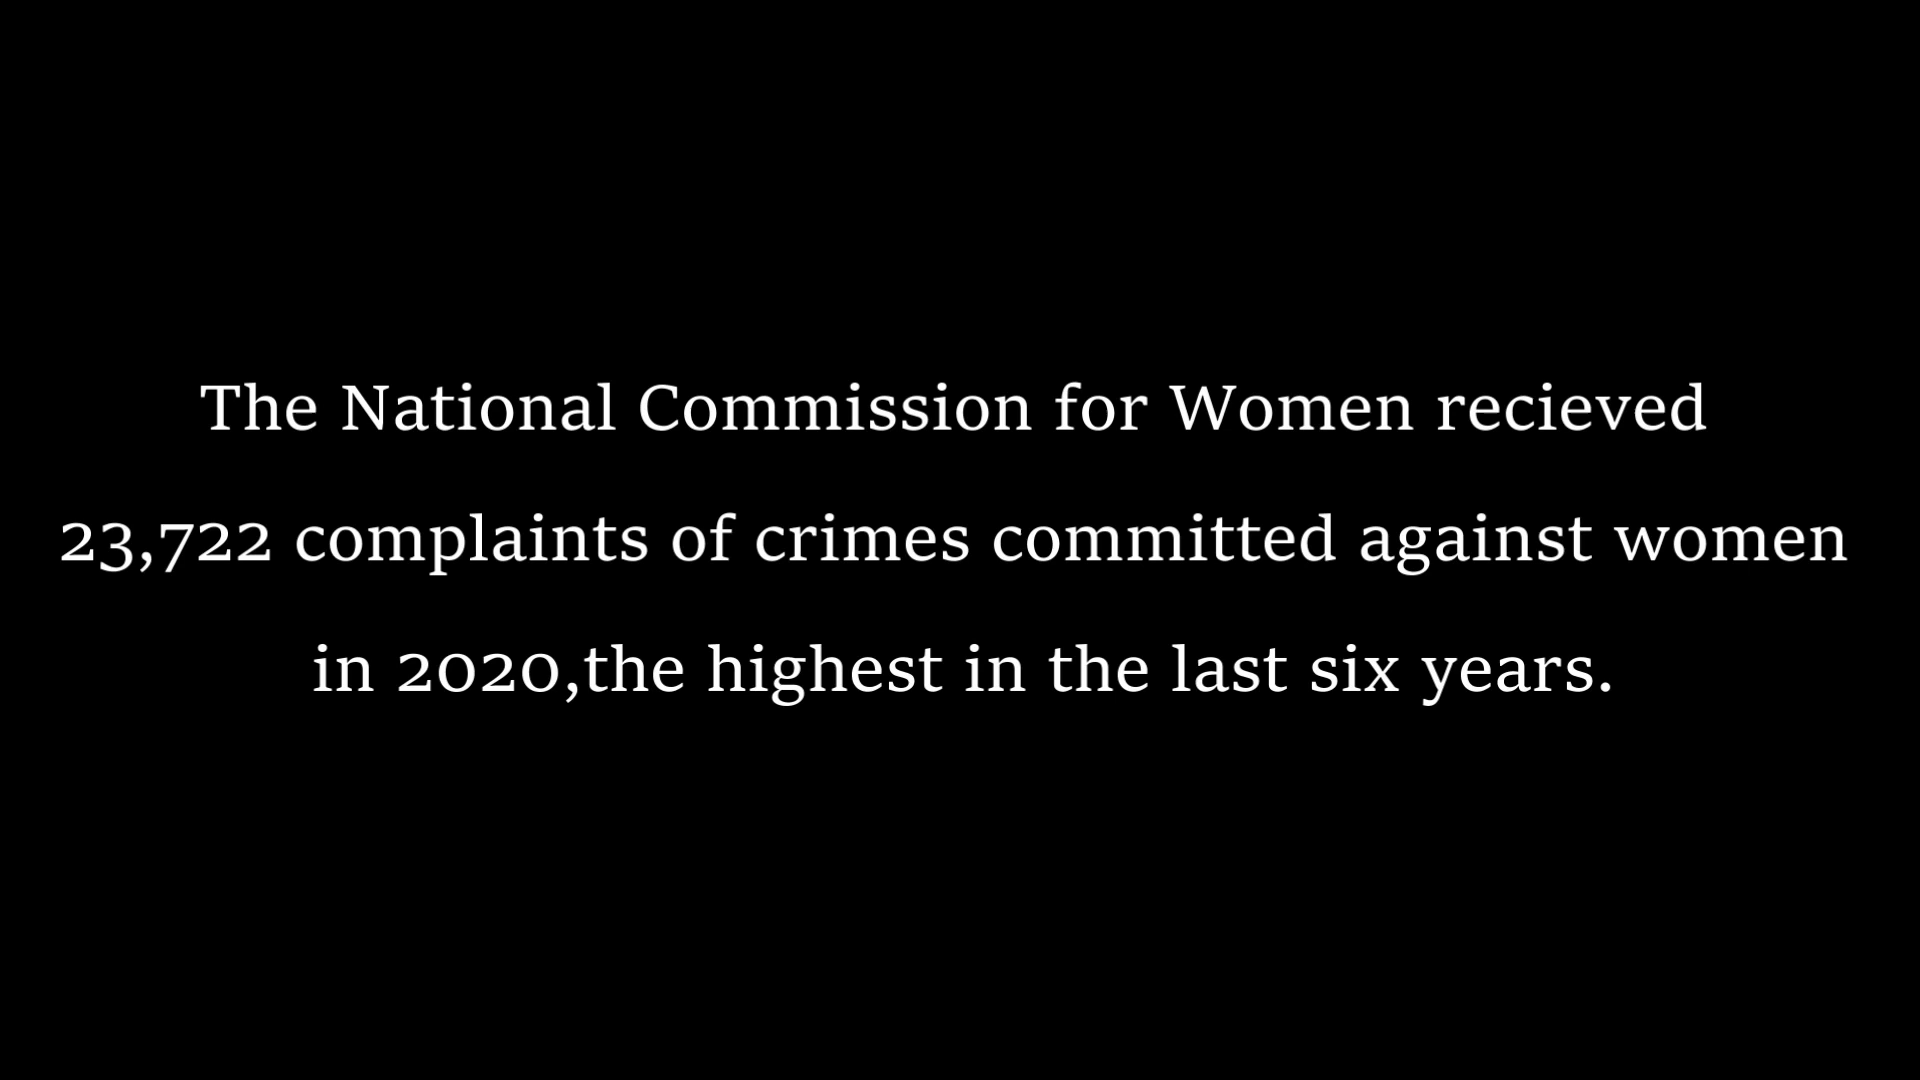 The National Commission for Women recieved
23,722 complaints of crimes committed against women
in 2020,the highest in the last six years.